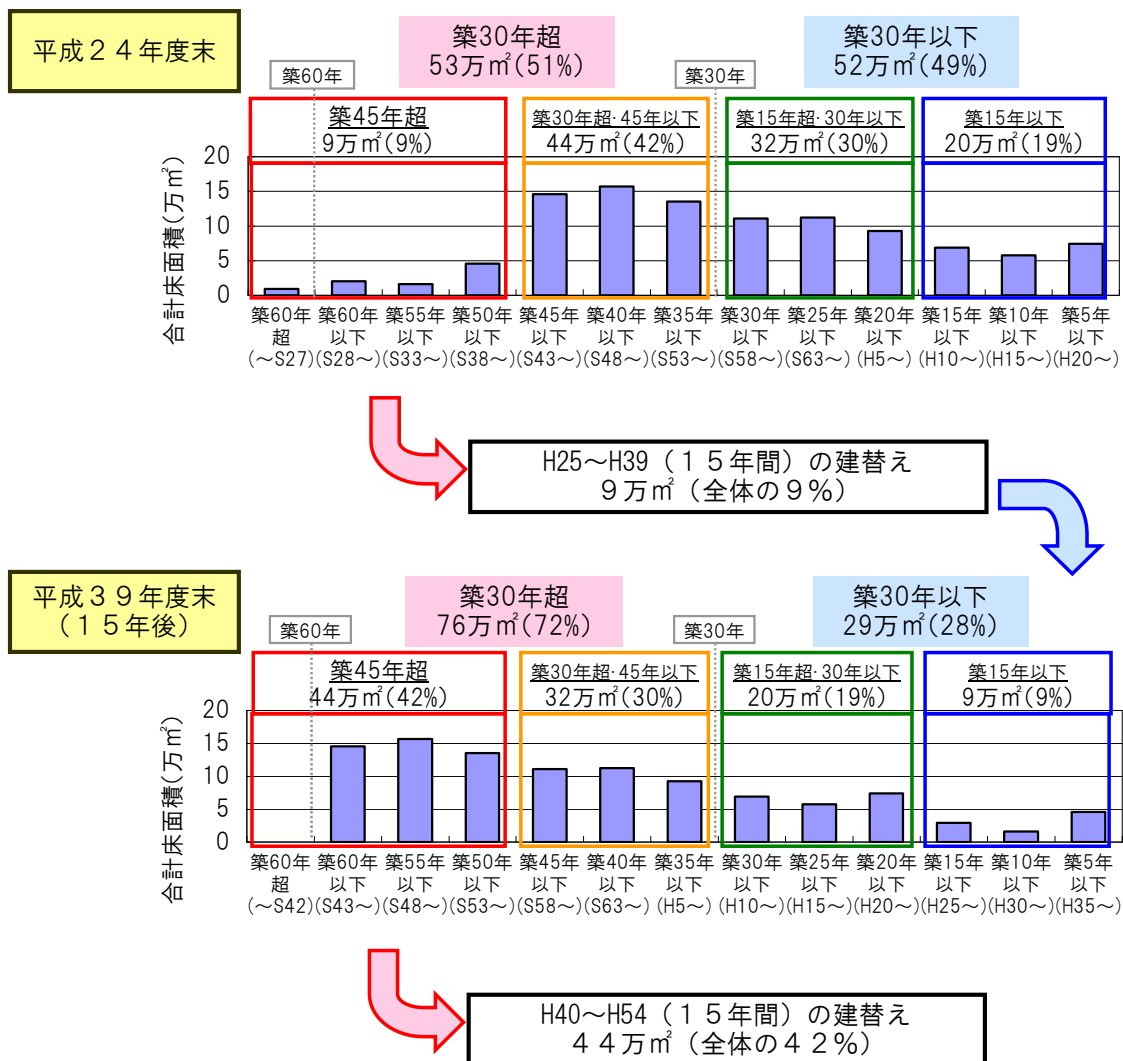 平成２４年度末
築30年超
53万㎡(51%)
築30年以下
52万㎡(49%)
築60年
築30年
築45年超
9万㎡(9%)
築30年超･45年以下
44万㎡(42%)
築15年超･30年以下
32万㎡(30%)
築15年以下
20万㎡(19%)
合計床面積(万㎡)
20
15
10
5
0
築60年 築60年 築55年 築50年 築45年 築40年 築35年 築30年 築25年 築20年 築15年 築10年 築5年
超 以下 以下 以下 以下 以下 以下 以下 以下 以下 以下 以下 以下
(～S27) (S28～) (S33～) (S38～) (S43～) (S48～) (S53～) (S58～) (S63～) (H5～) (H10～) (H15～) (H20～)
H25～H39（１５年間）の建替え
９万㎡（全体の９％）
平成３９年度末
（１５年後）
築30年超
76万㎡(72%)
築30年以下
29万㎡(28%)
築60年
築30年
築45年超
44万㎡(42%)
築30年超･45年以下
32万㎡(30%)
築15年超･30年以下
20万㎡(19%)
築15年以下
9万㎡(9%)
合計床面積(万㎡)
20
15
10
5
0
築60年 築60年 築55年 築50年 築45年 築40年 築35年 築30年 築25年 築20年 築15年 築10年 築5年
超 以下 以下 以下 以下 以下 以下 以下 以下 以下 以下 以下 以下
(～S42) (S43～) (S48～) (S53～) (S58～) (S63～) (H5～) (H10～) (H15～) (H20～) (H25～) (H30～) (H35～)
H40～H54（１５年間）の建替え
４４万㎡（全体の４２％）